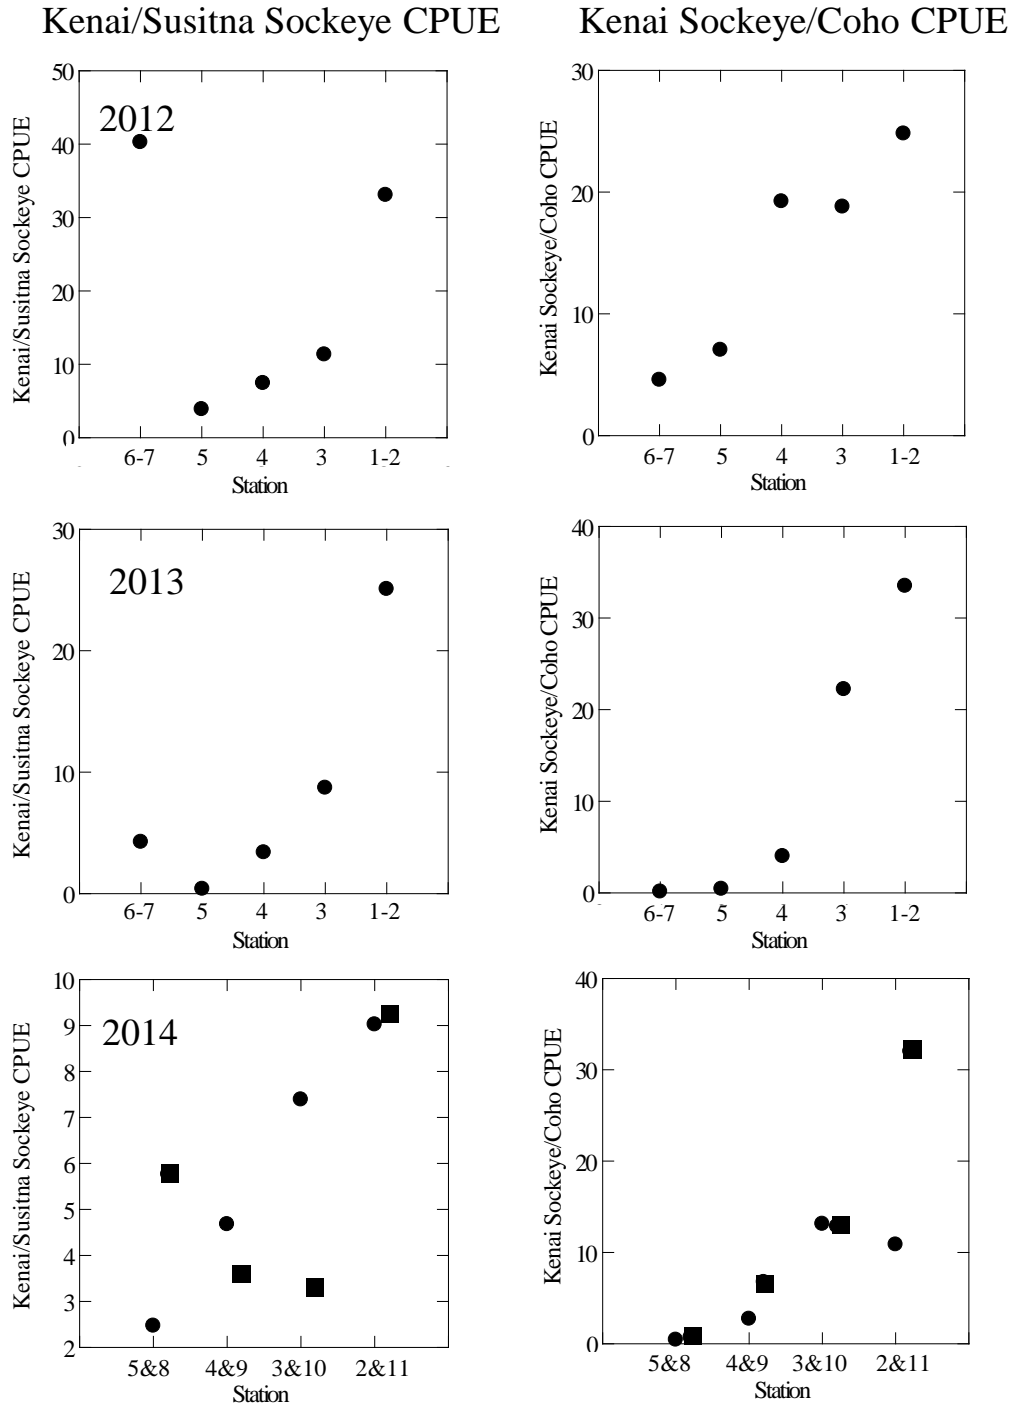 Kenai/Susitna Sockeye CPUE
Kenai Sockeye/Coho CPUE
Kenai/Susitna Sockeye CPUE
50
40
30
20
10
0
2012
6-7 5 4 3 1-2
Station
Kenai Sockeye/Coho CPUE
30
20
10
0
6-7 5 4 3 1-2
Station
Kenai/Susitna Sockeye CPUE
30
20
10
0
2013
6-7 5 4 3 1-2
Station
Kenai Sockeye/Coho CPUE
40
30
20
10
0
6-7 5 4 3 1-2
Station
Kenai/Susitna Sockeye CPUE
10
9
8
7
6
5
4
3
2
2014
5&8 4&9 3&10 2&11
Station
Kenai Sockeye/Coho CPUE
40
30
20
10
0
5&8 4&9 3&10 2&11
Station